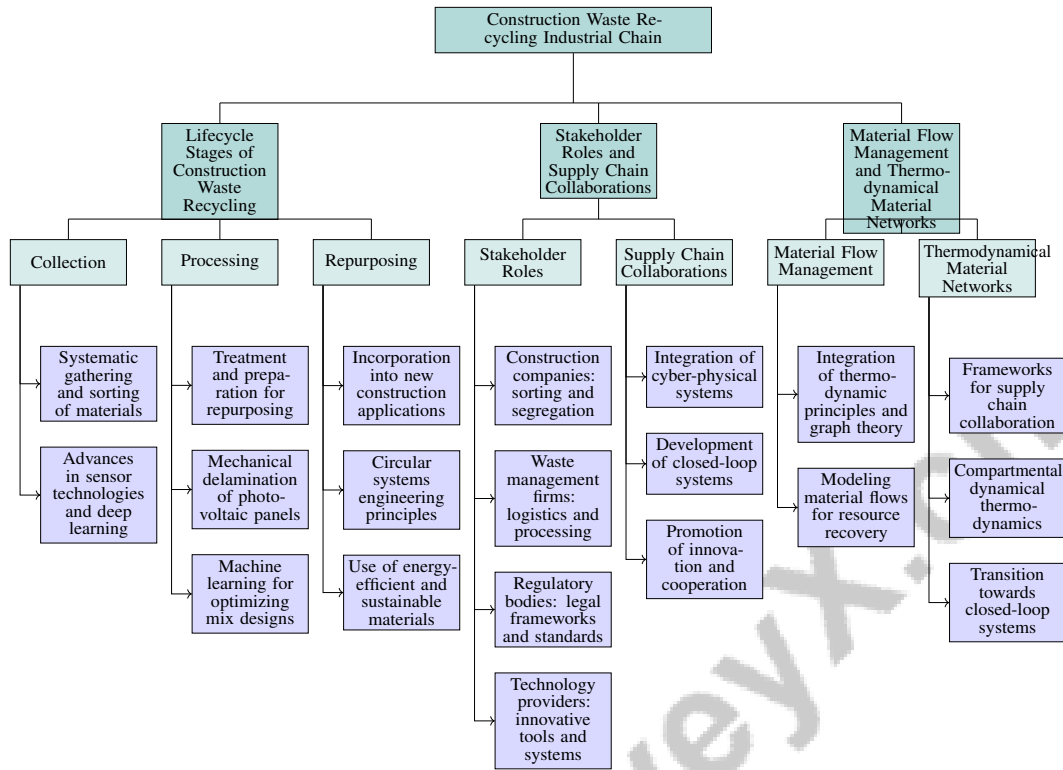 Construction Waste Re-
cycling Industrial Chain
Lifecycle
Stages of
Construction
Waste
Recycling
Stakeholder
Roles and
Supply Chain
Collaborations
Material Flow
Management
and Thermo-
dynamical
Material
Networks
Collection
Processing
Repurposing
Stakeholder
Roles
Supply Chain
Collaborations
Material Flow
Management
Thermodynamical
Material
Networks
Systematic
gathering
and sorting
of materials
Advances in
sensor
technologies
and deep
learning
Treatment
and prepa-
ration for
repurposing
Mechanical
delamination
of photo-
voltaic panels
Machine
learning for
optimizing
mix designs
Incorporation
into new
construction
applications
Circular
systems
engineering
principles
Use of energy-
efficient and
sustainable
materials
Construction
companies:
sorting and
segregation
Waste
management
firms:
logistics and
processing
Regulatory
bodies: legal
frameworks
and standards
Technology
providers:
innovative
tools and
systems
Integration of
cyber-physical
systems
Development
of closed-loop
systems
Promotion
of innova-
tion and
cooperation
Integration
of thermo-
dynamic
principles and
graph theory
Modeling
material flows
for resource
recovery
Frameworks
for supply
chain
collaboration
Compartmental
dynamical
thermo-
dynamics
Transition
towards
closed-loop
systems